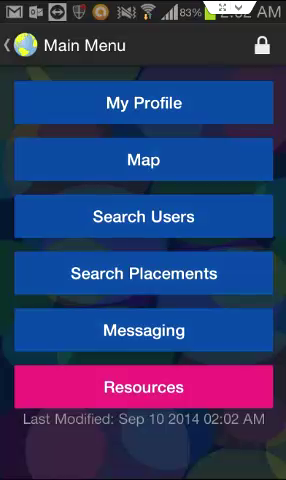 83% 2:02 AM
Main Menu
My Profile
Map
Search Users
Search Placements
Messaging
Resources
Last Modified: Sep 10 2014 02:02 AM